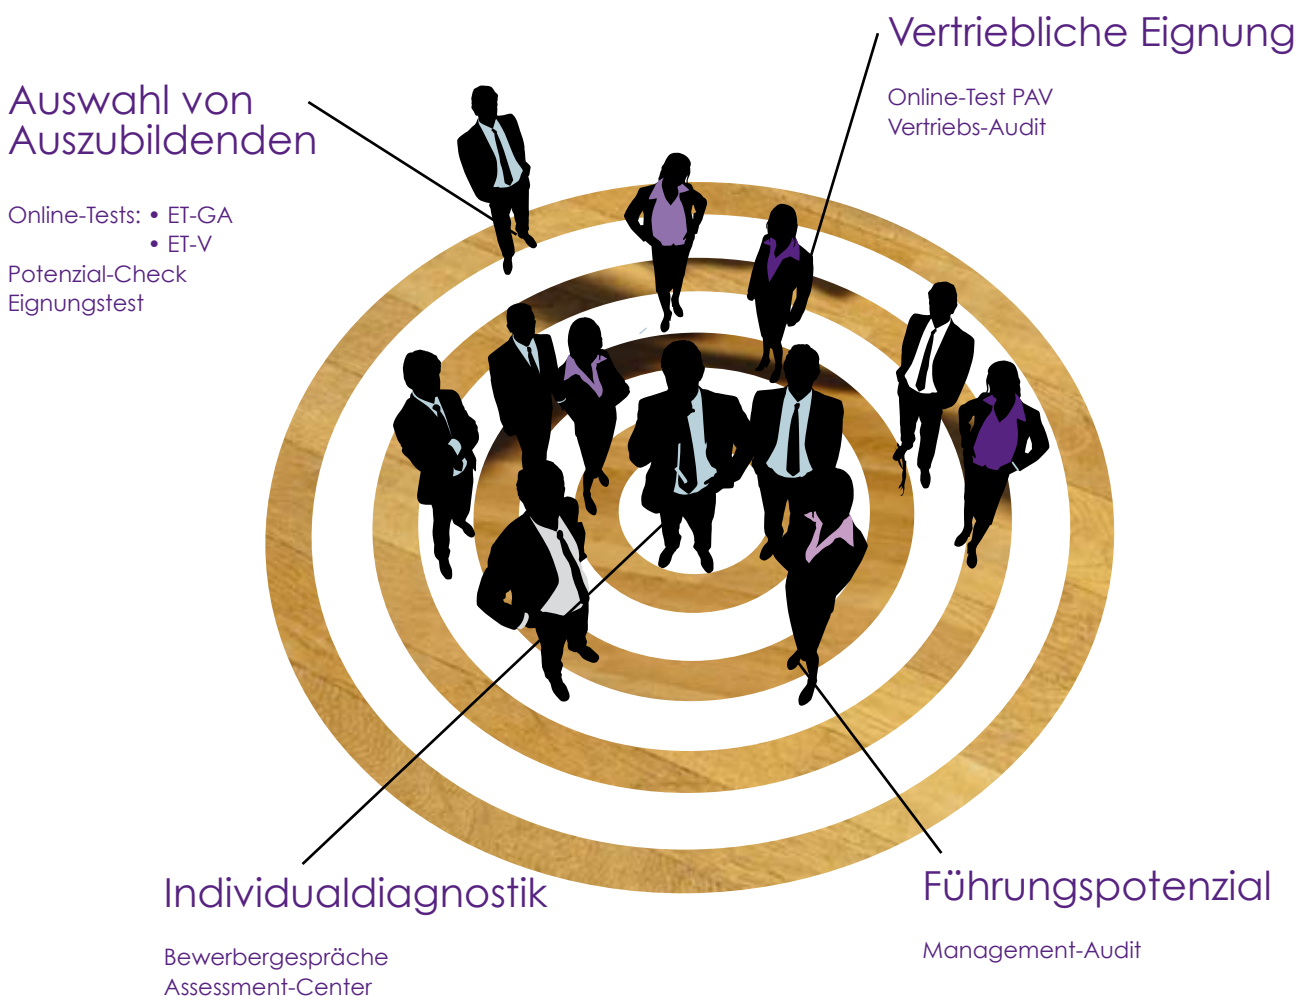 Vertriebliche Eignung
Online-Test PAV
Vertriebs-Audit
Auswahl von
Auszubildenden
Online-Tests: • ET-GA
• ET-V
Potenzial-Check
Eignungstest
Individualdiagnostik
Bewerbergespräche
Assessment-Center
Führungspotenzial
Management-Audit